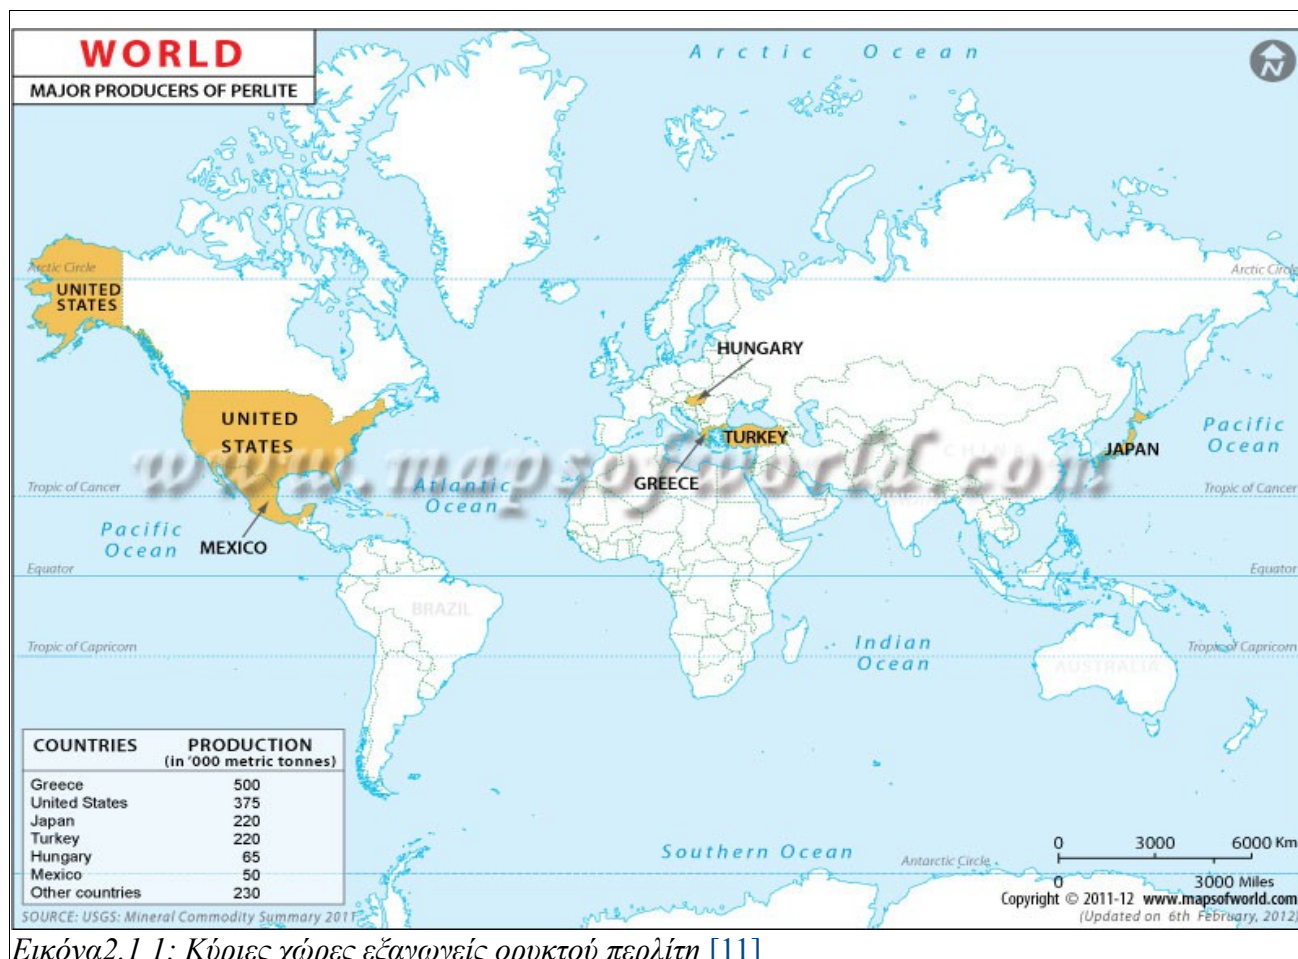 WORLD
MAJOR PRODUCERS OF PERLITE
Arctic Ocean
N
Arctic Circle
Arctic Circle
UNITED
STATES
HUNGARY
UNITED
STATES
TURKEY
Pacific
Ocean
JAPAN
CHINA
www.mapsofworld.com
GREECE
Atlantic
Ocean
Tropic of Cancer
Tropic of Cancer
Pacific
Ocean
MEXICO
Equator
Equator
BRAZIL
Indian
Ocean
Tropic of Capricorn
Tropic of Capricorn
AUSTRALIA
COUNTRIES PRODUCTION
(in '000 metric tonnes)
Greece 500
United States 375
Japan 220
Turkey 220
Hungary 65
Mexico 50
Other countries 230
SOURCE: USGS: Mineral Commodity Summary 2011
Southern Ocean
Antarctic Circle
0 3000 6000 Km
0 3000 Miles
Copyright © 2011-12 www.mapsofworld.com
(Updated on 6th February, 2012)
Εικόνα2.1 1: Κύριες χώρες εξαγωγείς ορυκτού περλίτη [11]